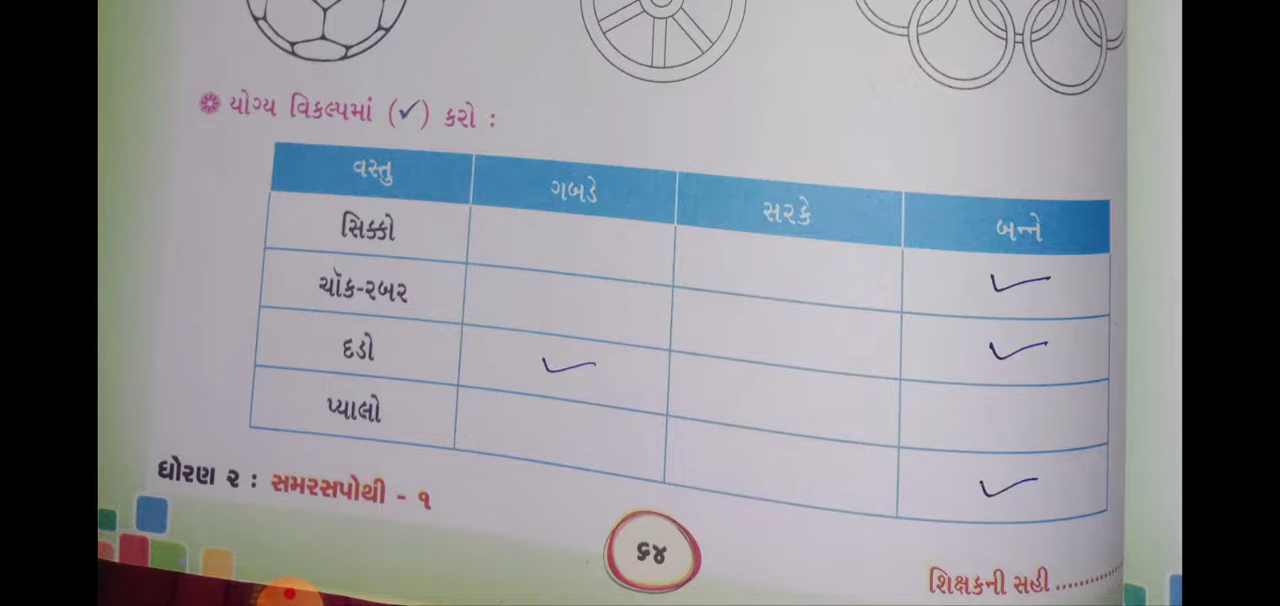 યોગ્ય વિકલ્પમાં (✓) કરો :
વસ્તુ ગબડે સરકે બન્ને
સિક્કો ✓
ચૉક-રબર ✓
દડો ✓
પ્યાલો ✓
ધોરણ ૨ : સમરસપોથી - ૧
૬૪
શિક્ષકની સહી ............